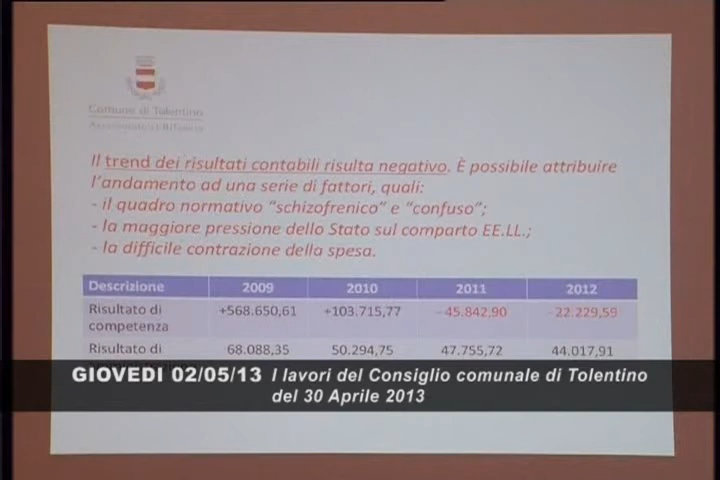 Comune di Tolentino
Assessorato al Bilancio
Il trend dei risultati contabili risulta negativo. È possibile attribuire
l'andamento ad una serie di fattori, quali:
- il quadro normativo "schizofrenico" e "confuso";
- la maggiore pressione dello Stato sul comparto EE.LL.;
- la difficile contrazione della spesa.
Descrizione 2009 2010 2011 2012
Risultato di competenza +568.650,61 +103.715,77 -45.842,90 -22.229,59
Risultato di 68.088,35 50.294,75 47.755,72 44.017,91
GIOVEDI 02/05/13 I lavori del Consiglio comunale di Tolentino
del 30 Aprile 2013